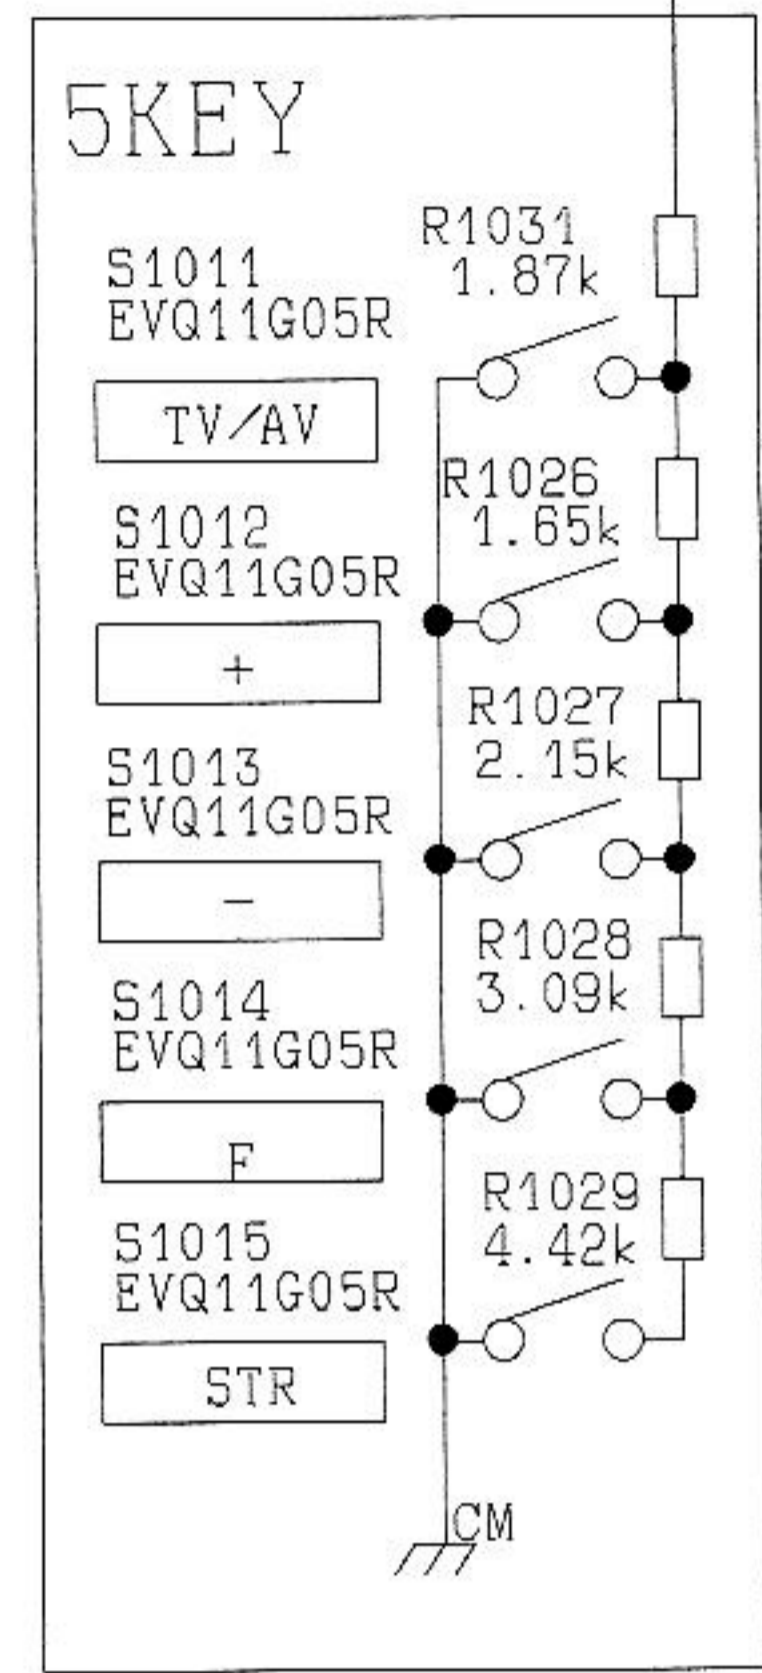 5KEY
R1031
1.87k
S1011
EVQ11G05R
TV/AV
R1026
1.65k
S1012
EVQ11G05R
+
R1027
2.15k
S1013
EVQ11G05R
-
R1028
3.09k
S1014
EVQ11G05R
F
R1029
4.42k
S1015
EVQ11G05R
STR
CM